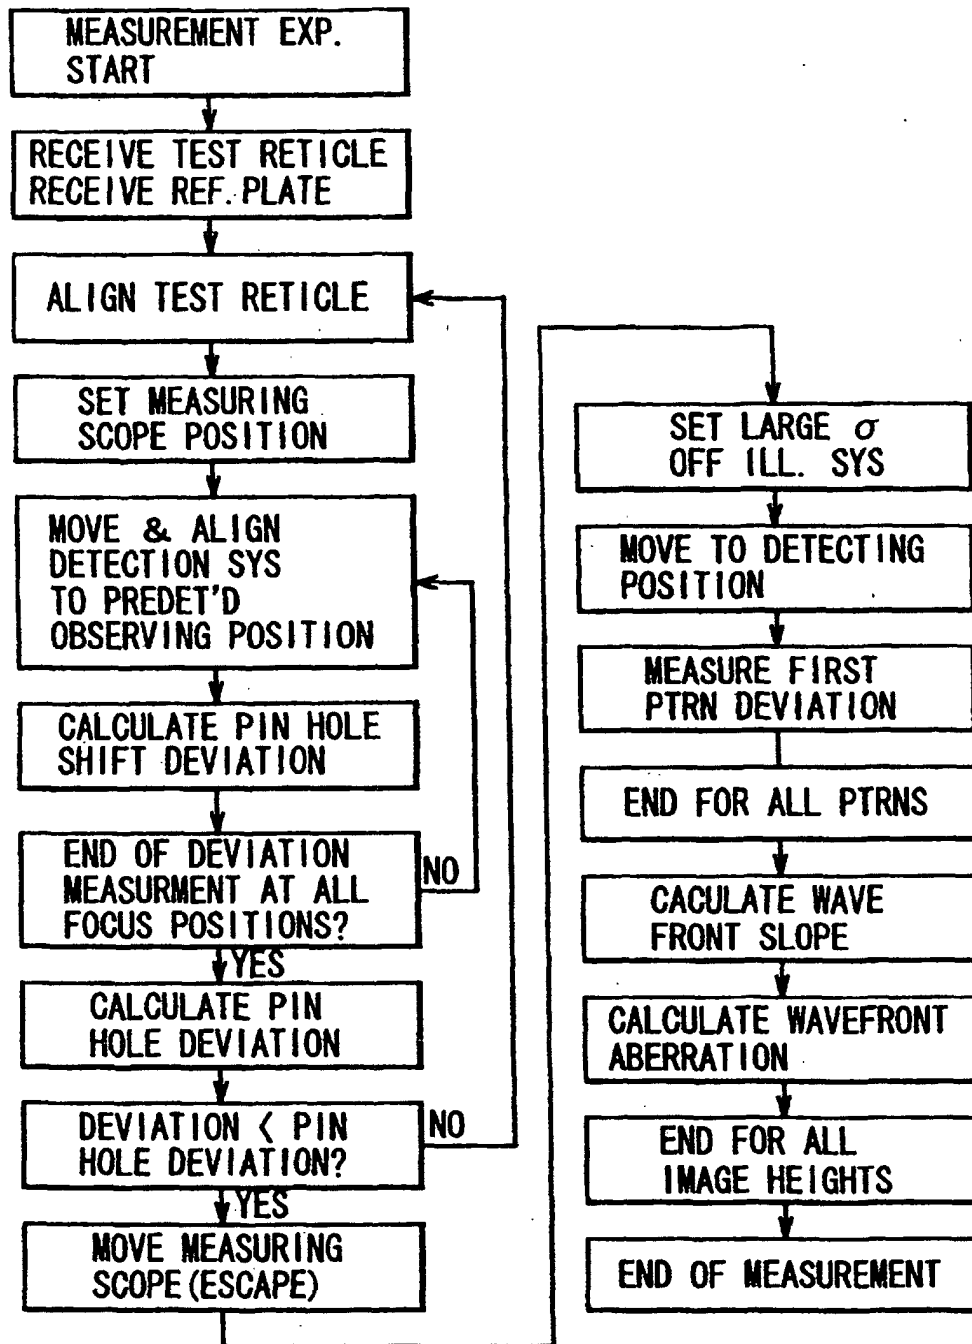 MEASUREMENT EXP.
START
RECEIVE TEST RETICLE
RECEIVE REF. PLATE
ALIGN TEST RETICLE
SET MEASURING
SCOPE POSITION
MOVE & ALIGN
DETECTION SYS
TO PREDET'D
OBSERVING POSITION
CALCULATE PIN HOLE
SHIFT DEVIATION
END OF DEVIATION
MEASURMENT AT ALL
FOCUS POSITIONS?
NO
YES
CALCULATE PIN
HOLE DEVIATION
DEVIATION < PIN
HOLE DEVIATION?
NO
YES
MOVE MEASURING
SCOPE(ESCAPE)
SET LARGE σ
OFF ILL. SYS
MOVE TO DETECTING
POSITION
MEASURE FIRST
PTRN DEVIATION
END FOR ALL PTRNS
CACULATE WAVE
FRONT SLOPE
CALCULATE WAVEFRONT
ABERRATION
END FOR ALL
IMAGE HEIGHTS
END OF MEASUREMENT